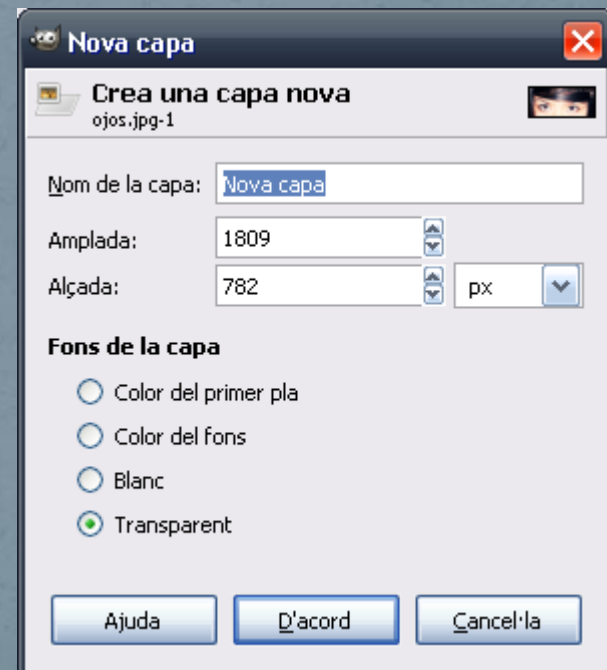 Nova capa
Crea una capa nova
ojos.jpg-1
Nom de la capa: Nova capa
Amplada: 1809
Alçada: 782 px
Fons de la capa
Color del primer pla
Color del fons
Blanc
Transparent
Ajuda D'acord Cancel·la